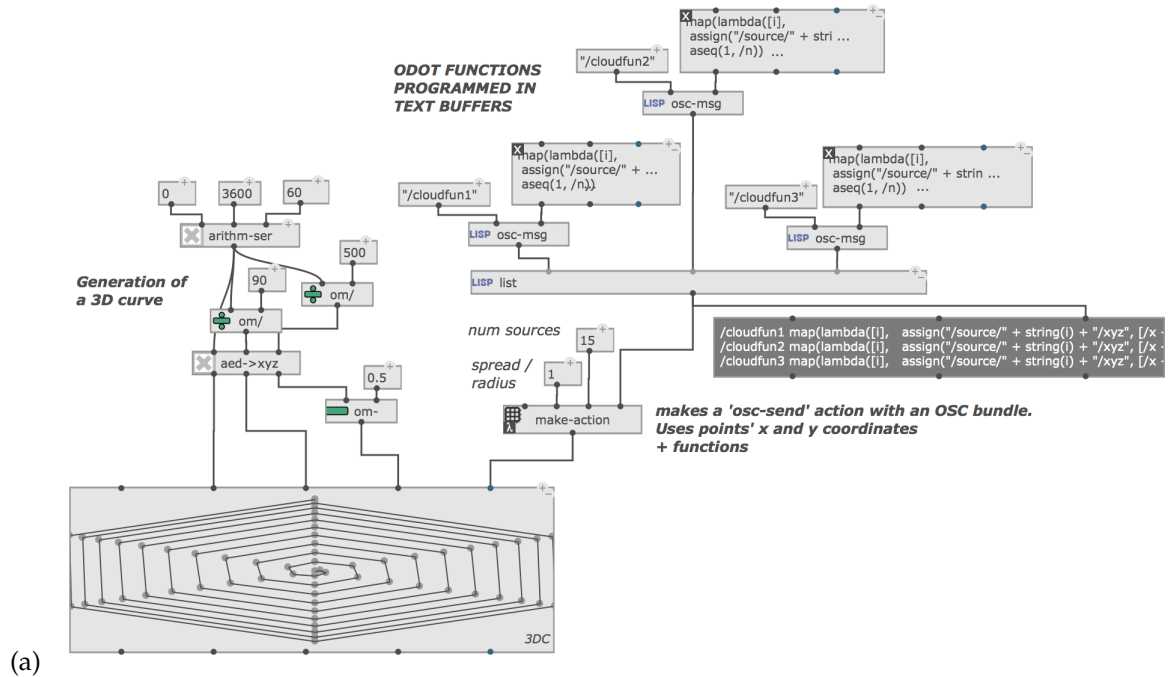 map(lambda([i],
assign("/source/" + stri ...
aseq(1, /n)) ...
"/cloudfun2"
ODOT FUNCTIONS
PROGRAMMED IN
TEXT BUFFERS
LISP osc-msg
map(lambda([i],
assign("/source/" + ...
aseq(1, /n))
map(lambda([i],
assign("/source/" + strin ...
aseq(1, /n)) ...
"/cloudfun1"
"/cloudfun3"
0
3600
60
LISP osc-msg
LISP osc-msg
arithm-ser
500
Generation of
a 3D curve
90
om/
LISP list
om/
num sources
15
/cloudfun1 map(lambda([i], assign("/source/" + string(i) + "/xyz", [/x -
/cloudfun2 map(lambda([i], assign("/source/" + string(i) + "/xyz", [/x -
/cloudfun3 map(lambda([i], assign("/source/" + string(i) + "/xyz", [/x -
aed->xyz
spread /
radius
1
0.5
om-
λ make-action
makes a 'osc-send' action with an OSC bundle.
Uses points' x and y coordinates
+ functions
3DC
(a)